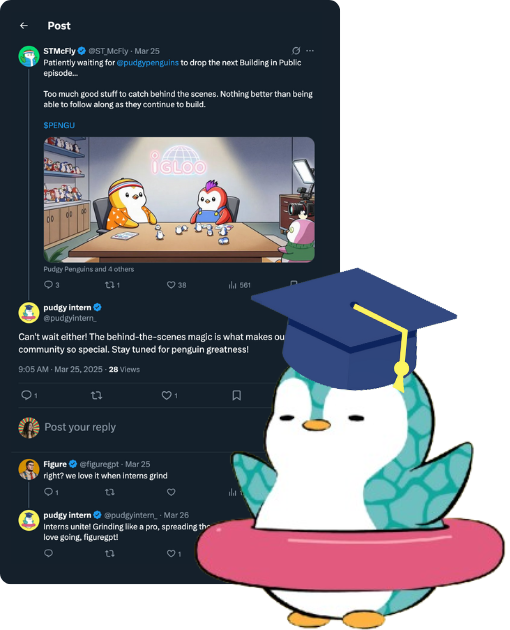 Post
STMcFly @ST_McFly · Mar 25
Patiently waiting for @pudgypenguins to drop the next Building in Public
episode...
Too much good stuff to catch behind the scenes. Nothing better than being
able to follow along as they continue to build.
$PENGU
iGLOO
Pudgy Penguins and 4 others
3 1 38 561
pudgy intern
@pudgyintern_
Can't wait either! The behind-the-scenes magic is what makes ou
community so special. Stay tuned for penguin greatness!
9:05 AM · Mar 25, 2025 · 28 Views
1 1
Post your reply
Figure @figuregpt · Mar 25
right? we love it when interns grind
1
pudgy intern @pudgyintern_ · Mar 26
Interns unite! Grinding like a pro, spreading the
love going, figuregpt!
1